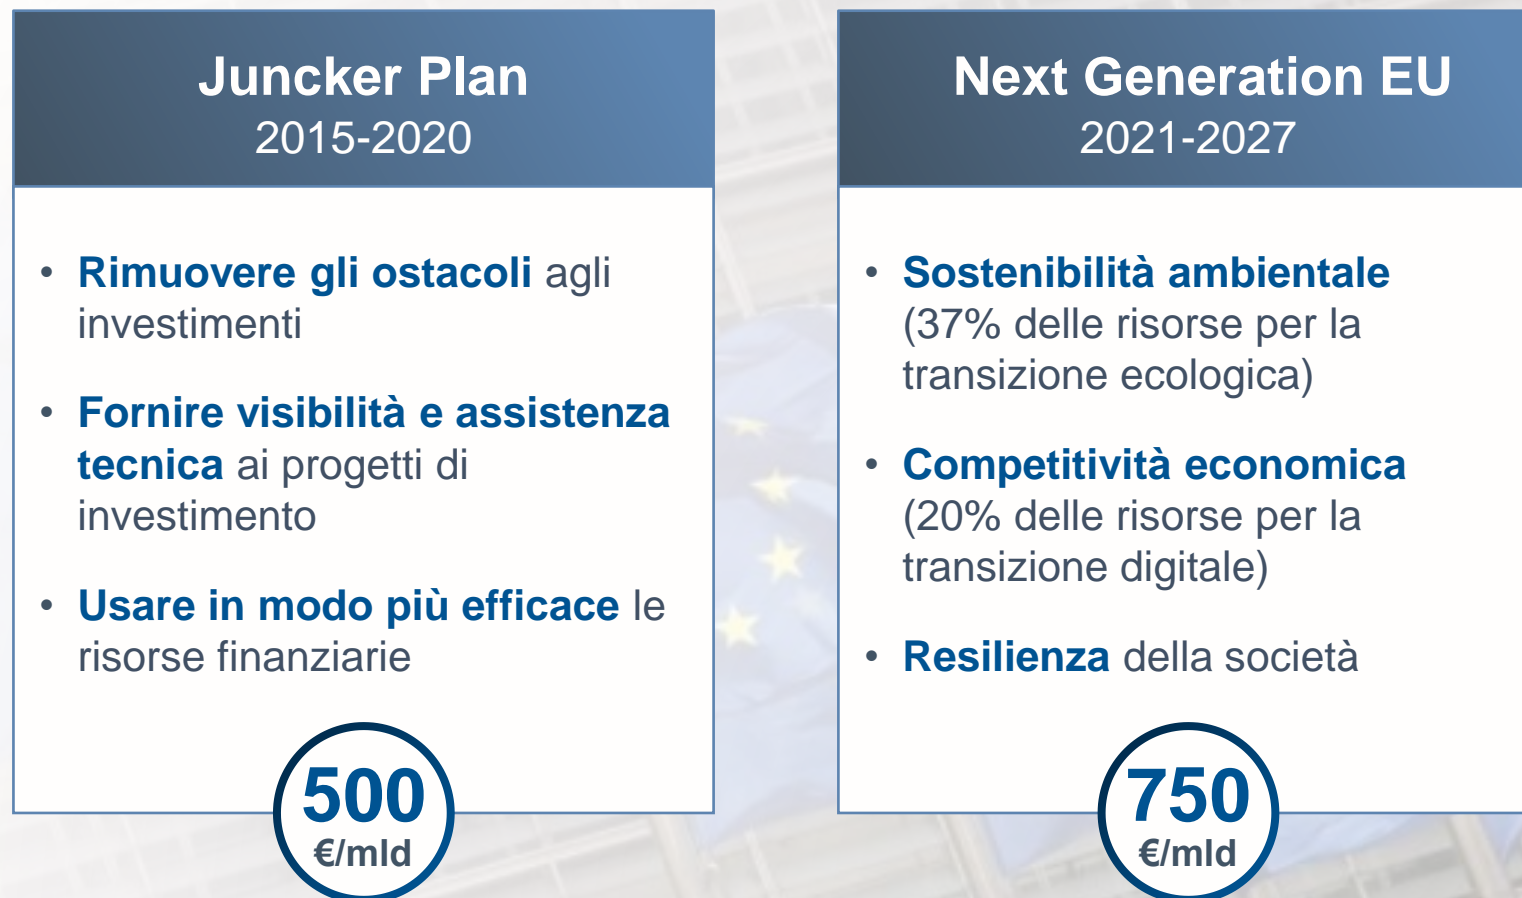 Juncker Plan
2015-2020
• Rimuovere gli ostacoli agli
investimenti
• Fornire visibilità e assistenza
tecnica ai progetti di
investimento
• Usare in modo più efficace le
risorse finanziarie
500
€/mld
Next Generation EU
2021-2027
• Sostenibilità ambientale
(37% delle risorse per la
transizione ecologica)
• Competitività economica
(20% delle risorse per la
transizione digitale)
• Resilienza della società
750
€/mld